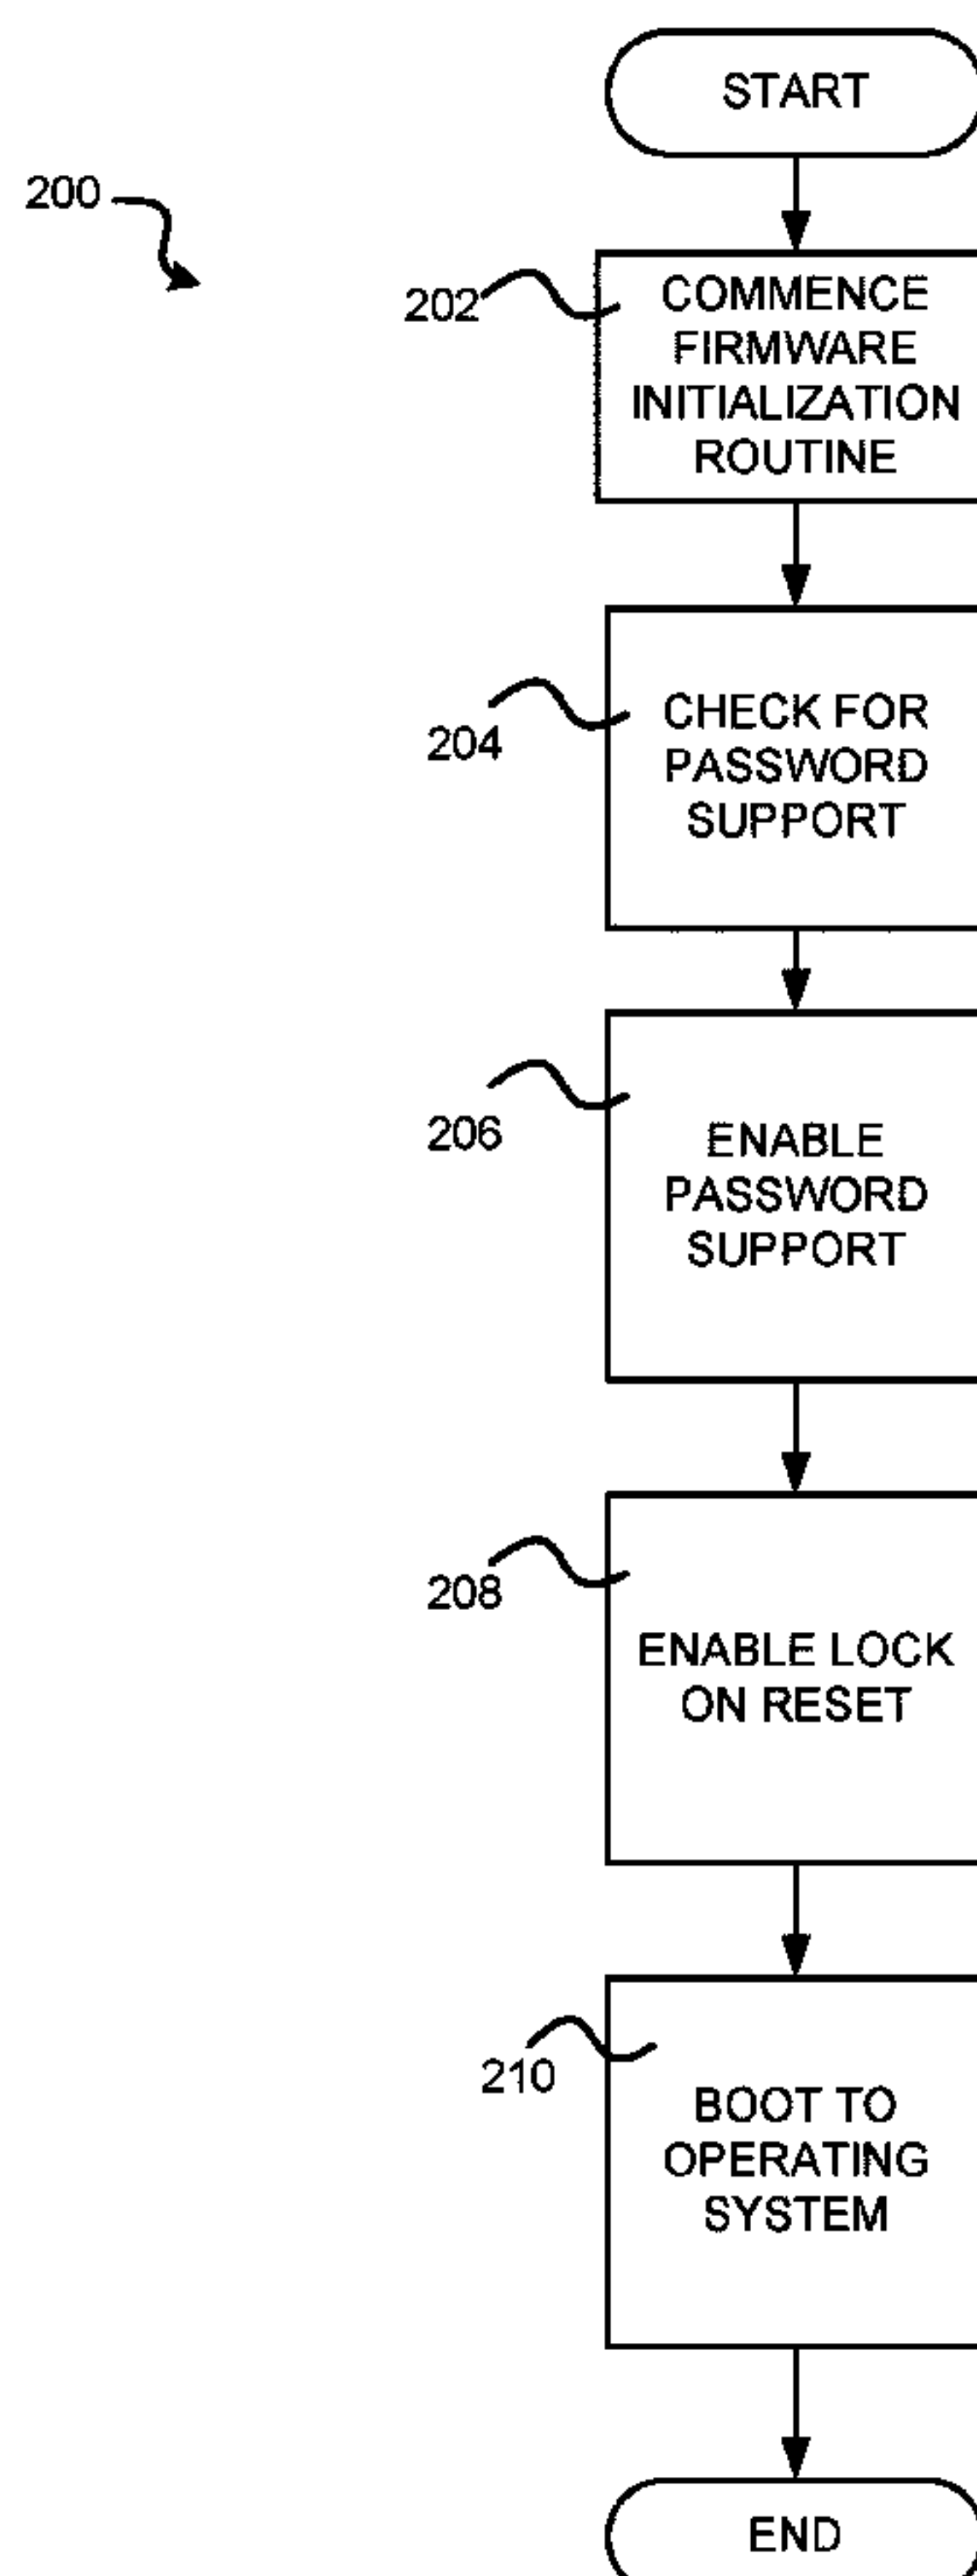 START
200
202
COMMENCE
FIRMWARE
INITIALIZATION
ROUTINE
204
CHECK FOR
PASSWORD
SUPPORT
206
ENABLE
PASSWORD
SUPPORT
208
ENABLE LOCK
ON RESET
210
BOOT TO
OPERATING
SYSTEM
END